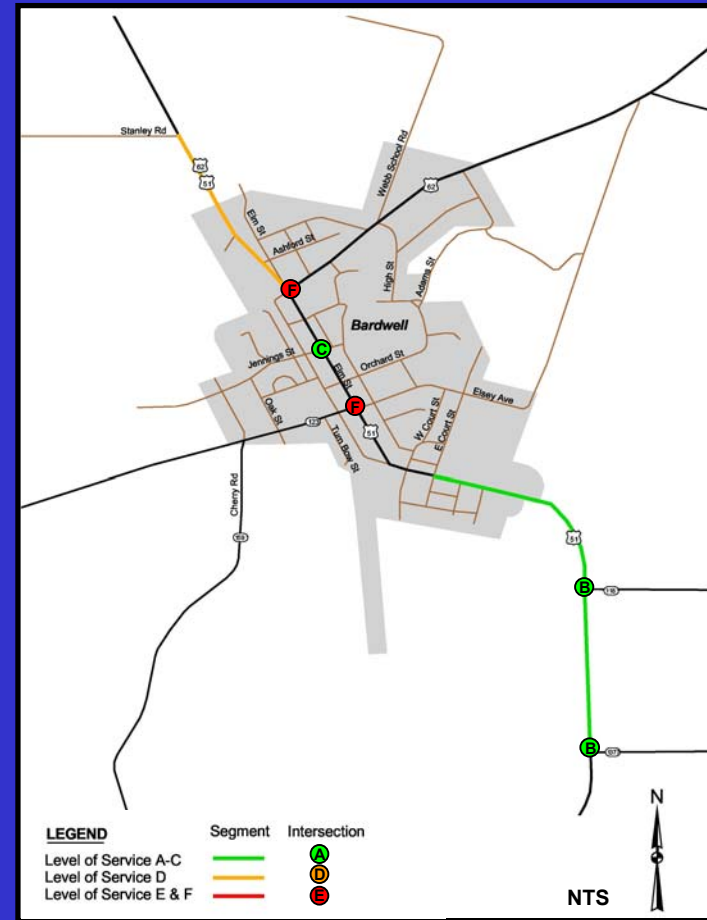 Stanley Rd
62
51
Webb School Rd
62
Elm St
Ashford St
High St
Adams St
F
Bardwell
C
Jennings St
Orchard St
Elm St
Elsey Ave
Oak St
F
W Court St
E Court St
123
51
Turn Bow St
Cherry Rd
51
B
N
B
LEGEND
Segment
Intersection
Level of Service A-C
A
Level of Service D
D
Level of Service E & F
E
NTS